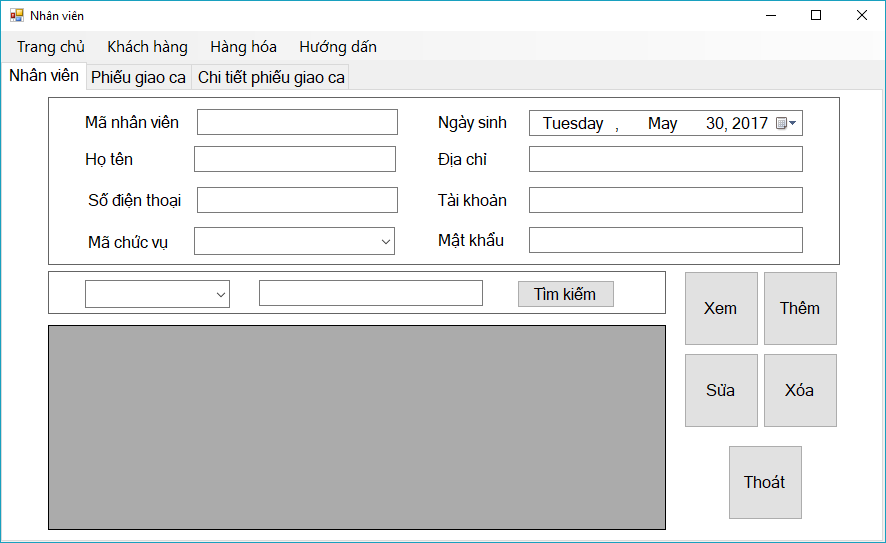 Nhân viên
Trang chủ Khách hàng Hàng hóa Hướng dấn
Nhân viên Phiếu giao ca Chi tiết phiếu giao ca
Mã nhân viên Ngày sinh Tuesday , May 30, 2017
Họ tên Địa chỉ
Số điện thoại Tài khoản
Mã chức vụ Mật khẩu
Tìm kiếm
Xem Thêm
Sửa Xóa
Thoát